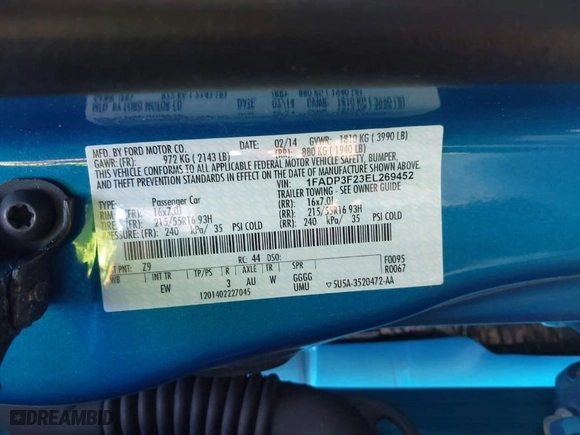 MFD. BY FORD MOTOR CO. DATE: 02/14 GVWR: 1810 KG ( 3990 LB)
GAWR: (FR): 972 KG ( 2143 LB) (RR): 880 KG ( 1940 LB)
THIS VEHICLE CONFORMS TO ALL APPLICABLE FEDERAL MOTOR VEHICLE SAFETY, BUMPER,
AND THEFT PREVENTION STANDARDS IN EFFECT ON THE DATE OF MANUFACTURE SHOWN ABOVE.
VIN: 1FADP3F23EL269452
TYPE: Passenger Car TRAILER TOWING - SEE OWNER GUIDE
RIM: (FR): 16x7.0J (RR): 16x7.0J
TIRE: (FR): 215/55R16 93H (RR): 215/55R16 93H
PRESSURE: (FR): 240 kPa/ 35 PSI COLD (RR): 240 kPa/ 35 PSI COLD
EXT PNT: Z9 RC: 44 DSO: F0095
WB INT TR TP/PS R AXLE TR W R0067
EW 3 AU W GGGG
1201402227045 UMU 5U5A-3520472-AA
DREAMBID